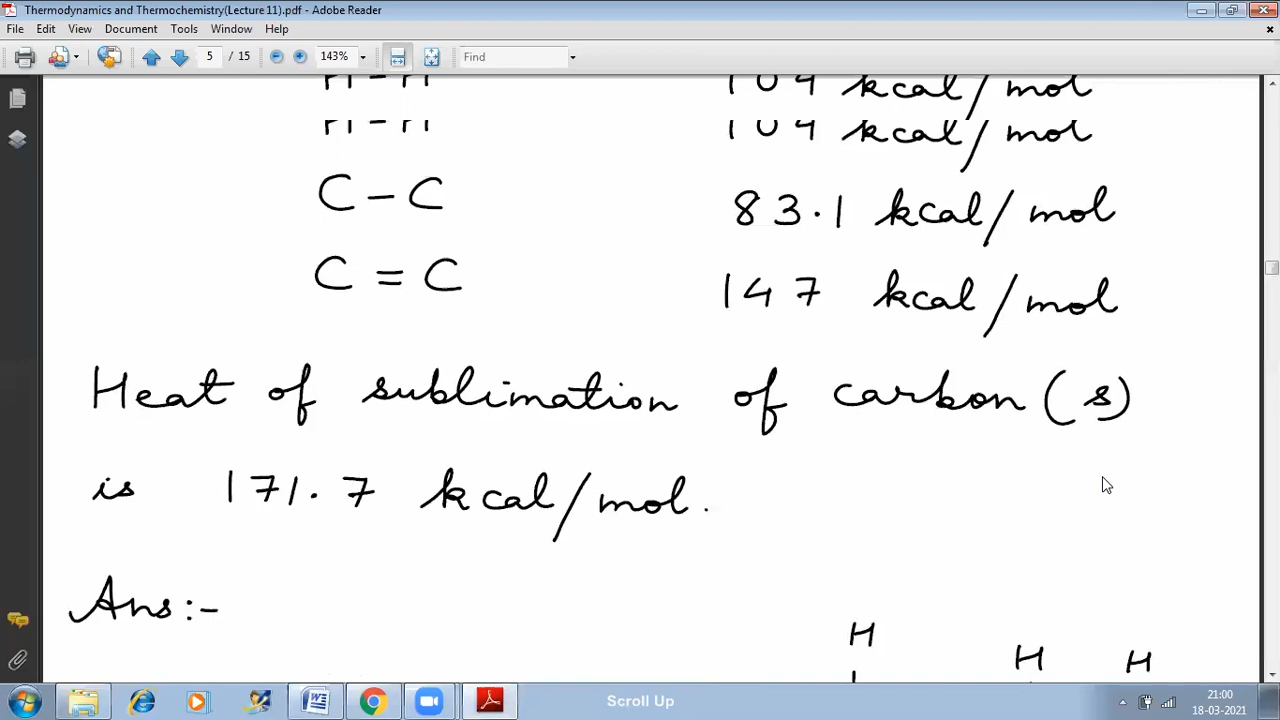 Thermodynamics and Thermochemistry(Lecture 11).pdf - Adobe Reader
File Edit View Document Tools Window Help
5 / 15 143% Find
H - H 104 kcal/mol
H - H 104 kcal/mol
C - C 83.1 kcal/mol
C = C 147 kcal/mol
Heat of sublimation of carbon(s)
is 171.7 kcal/mol.
Ans:-
H
H H
Scroll Up
21:00
18-03-2021